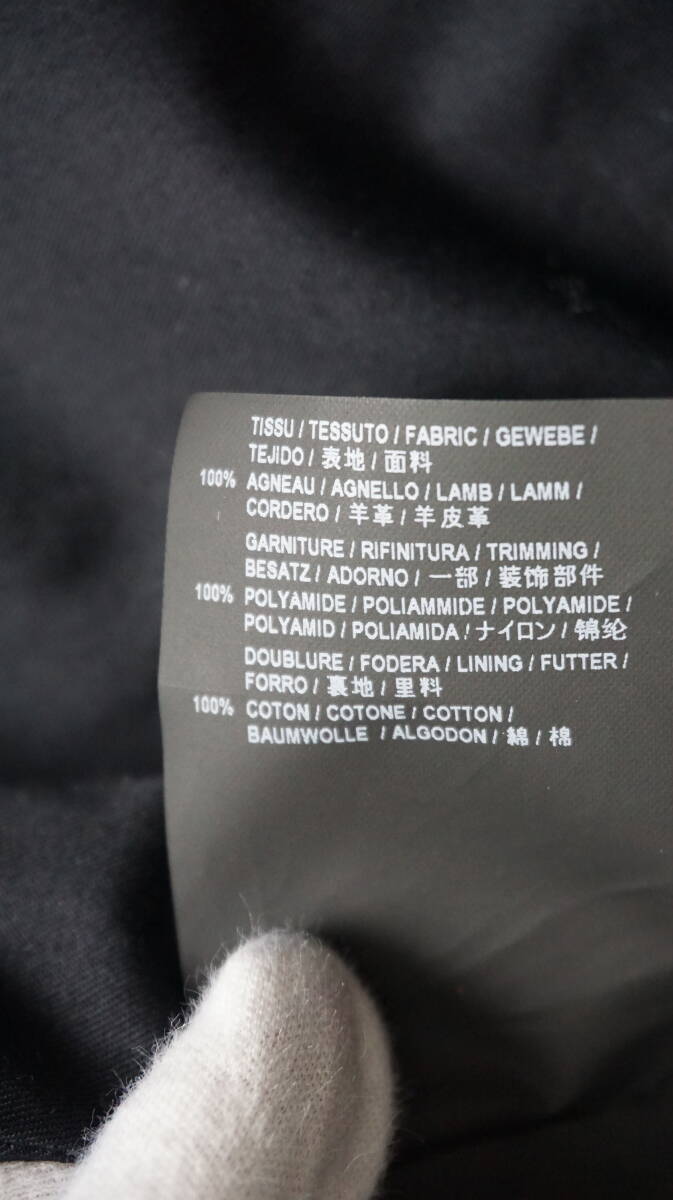 TISSU / TESSUTO / FABRIC / GEWEBE /
TEJIDO / 表地 / 面料
100% AGNEAU / AGNELLO / LAMB / LAMM /
CORDERO / 羊革 / 羊皮革
GARNITURE / RIFINITURA / TRIMMING /
BESATZ / ADORNO / 一部 / 装饰部件
100% POLYAMIDE / POLIAMMIDE / POLYAMIDE /
POLYAMID / POLIAMIDA / ナイロン / 锦纶
DOUBLURE / FODERA / LINING / FUTTER /
FORRO / 裏地 / 里料
100% COTON / COTONE / COTTON /
BAUMWOLLE / ALGODON / 綿 / 棉